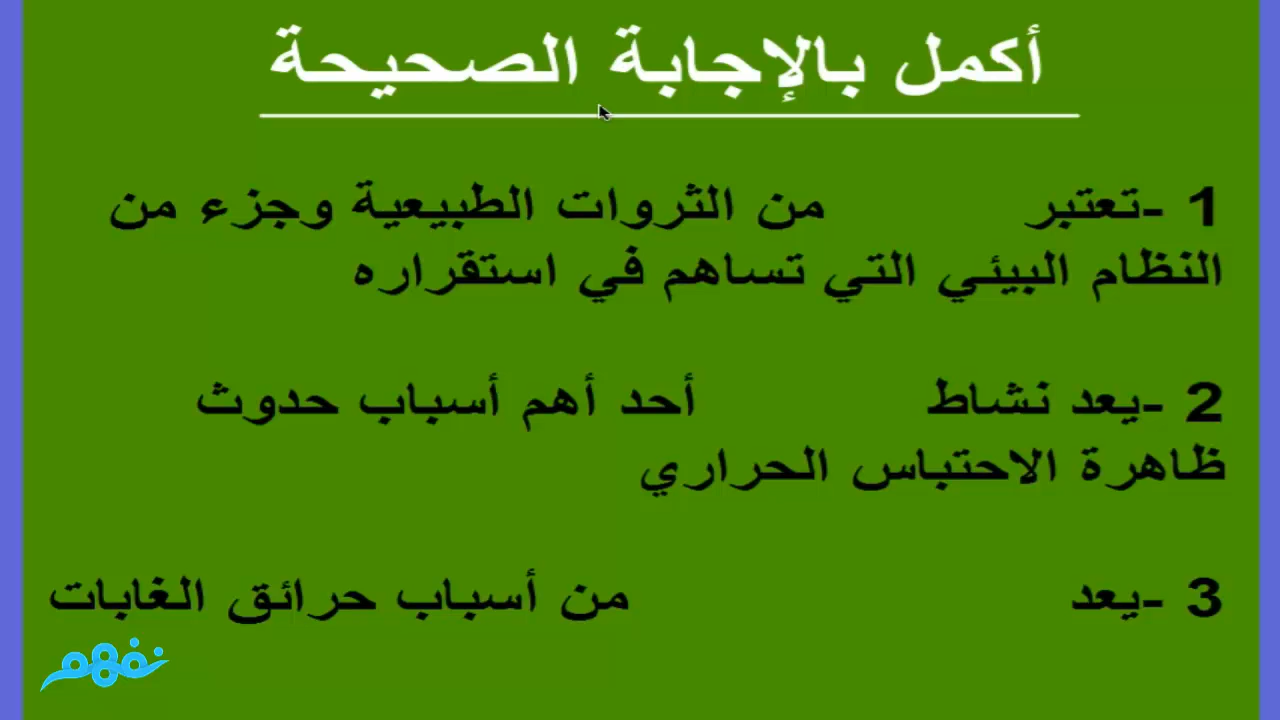 أكمل بالإجابة الصحيحة
1 -تعتبر من الثروات الطبيعية وجزء من
النظام البيئي التي تساهم في استقراره
2 -يعد نشاط أحد أهم أسباب حدوث
ظاهرة الاحتباس الحراري
3 -يعد من أسباب حرائق الغابات
نفهم